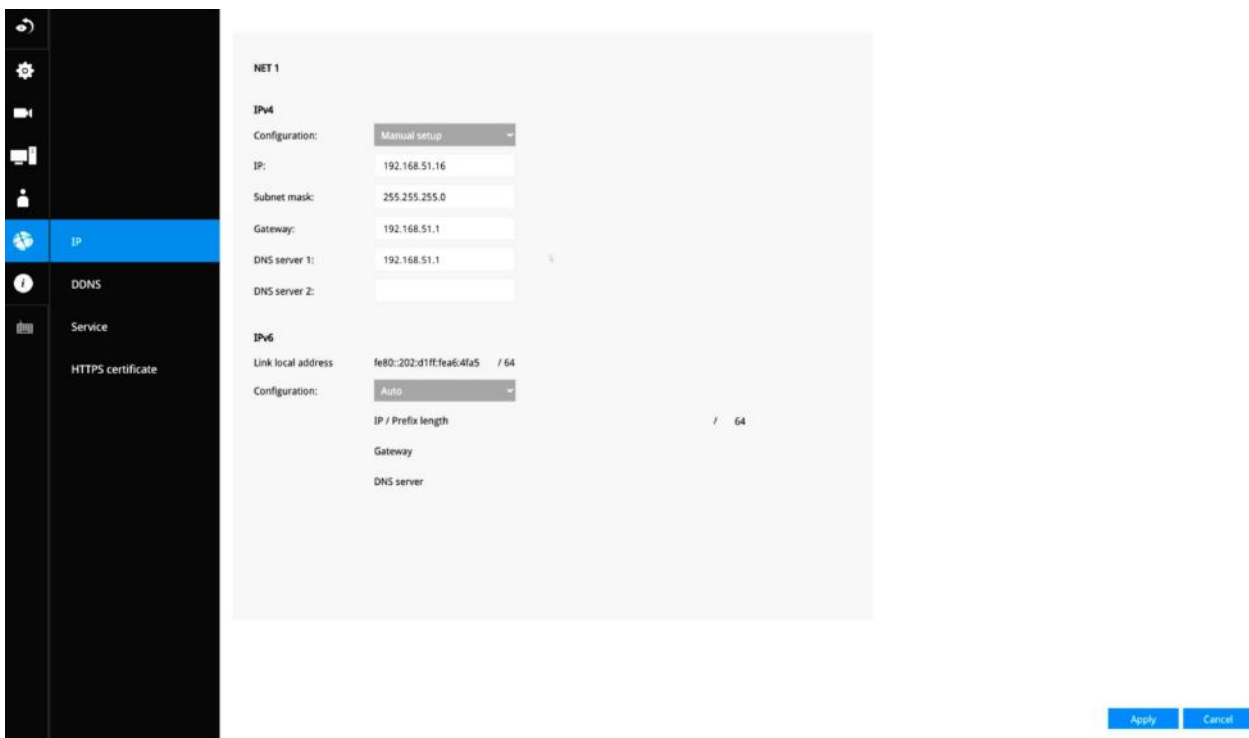 NET 1
IPv4
Configuration: Manual setup
IP: 192.168.51.16
Subnet mask: 255.255.255.0
IP
Gateway: 192.168.51.1
DNS server 1: 192.168.51.1
DDNS
DNS server 2:
Service
IPv6
HTTPS certificate
Link local address fe80::202:d1ff:fea6:4fa5 / 64
Configuration: Auto
IP / Prefix length / 64
Gateway
DNS server
Apply Cancel